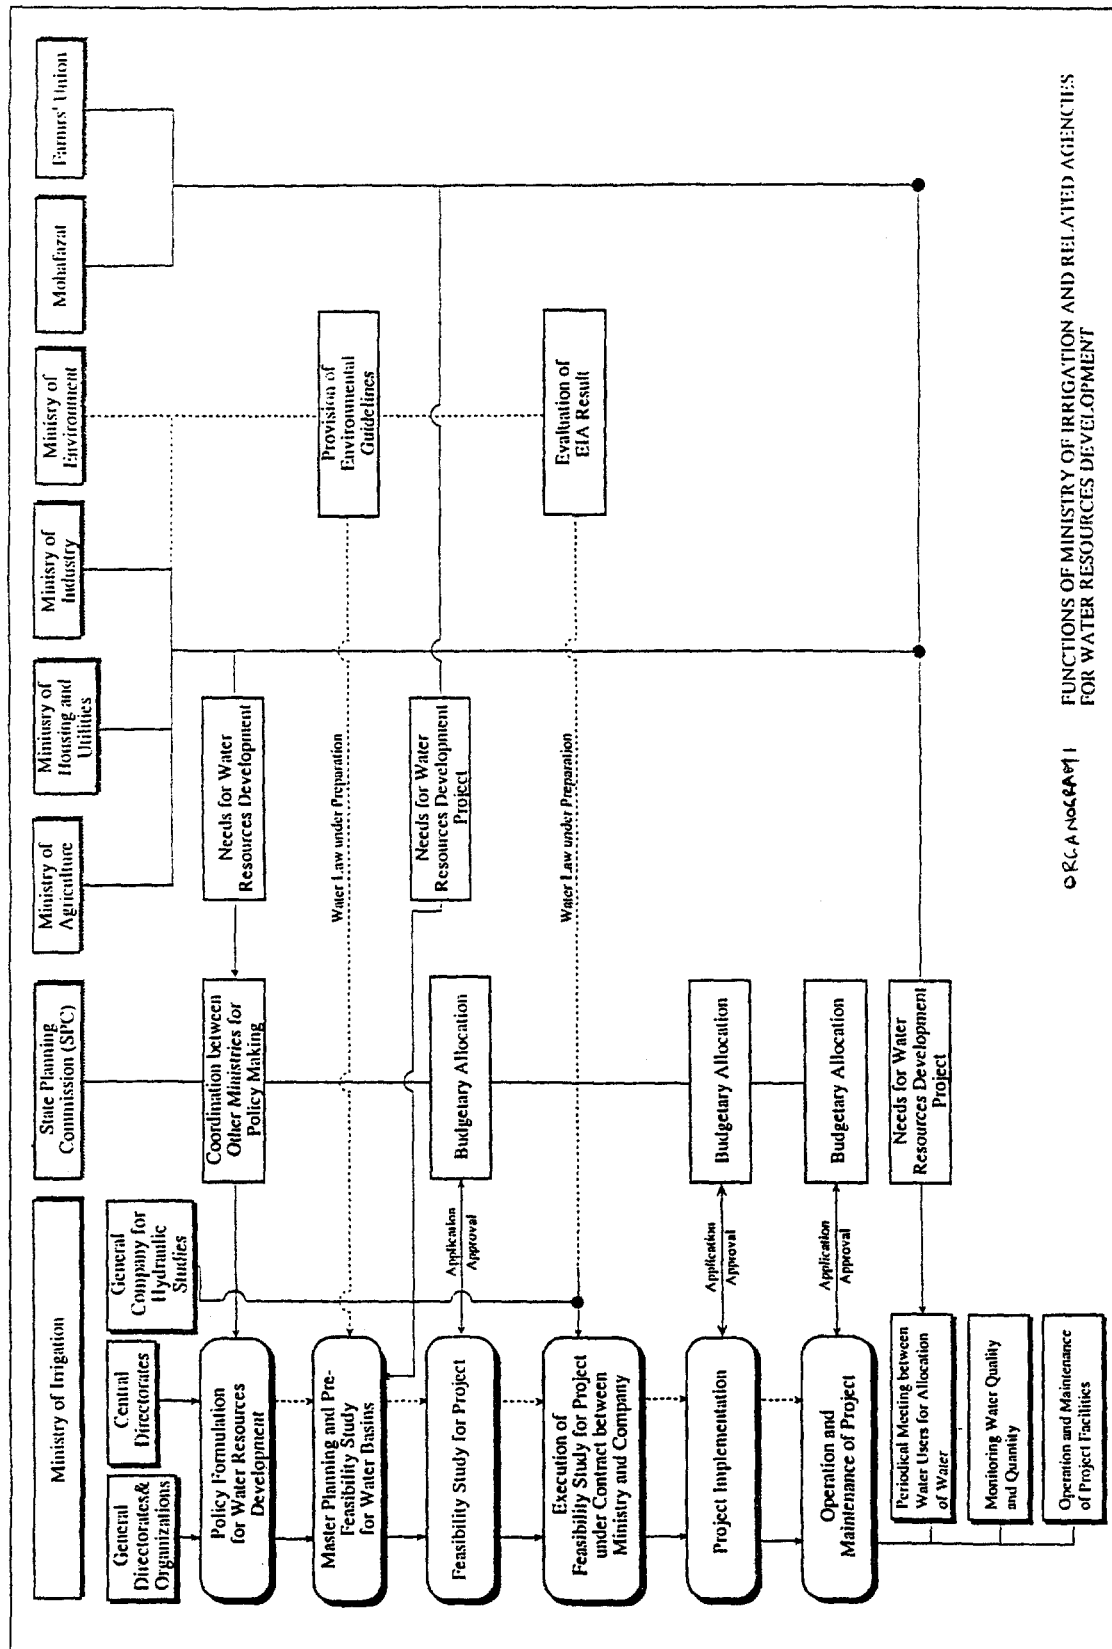 Ministry of Irrigation
State Planning
Commission (SPC)
Ministry of
Agriculture
Miniusry of
Housing and
Utilities
Minisry of
Industry
Ministry of
Environment
Mohafazat
Farmrs' Union
General
Directorates&
Organizations
Central
Directorates
General
Company for
Hydraulic
Studies
Policy Formulation
for Water Resources
Development
Coordination between
Other Ministries for
Policy Making
Needs for Water
Resources Development
Master Planning and Pre-
Feasibility Study
for Water Basins
Water Law under Preparation
Provision of
Environmental
Guidelines
Feasibility Study for Project
Application
Approval
Budgetary Allocation
Needs for Water
Resources Development
Project
Execution of
Feasibility Study for Project
under Contract between
Ministry and Company
Water Law under Preparation
Evaluation of
EIA Result
Project Implementation
Application
Approval
Budgetary Allocation
Operation and
Maintenance of Project
Application
Approval
Budgetary Allocation
Periodical Meeting between
Water Users for Allocation
of Water
Needs for Water
Resources Development
Project
Monitoring Water Quality
and Quantity
Operation and Maintenance
of Project Facilities
ORGANOGRAM 1
FUNCTIONS OF MINISTRY OF IRRIGATION AND RELATED AGENCIES
FOR WATER RESOURCES DEVELOPMENT